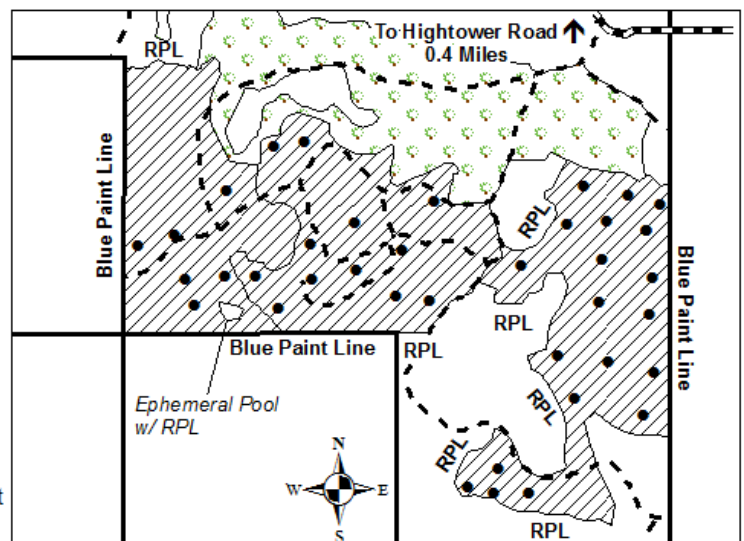 To Hightower Road
0.4 Miles
RPL
Blue Paint Line
RPL
Blue Paint Line
RPL
Blue Paint Line
RPL
RPL
Ephemeral Pool
w/ RPL
RPL
N
W
E
S
RPL
t